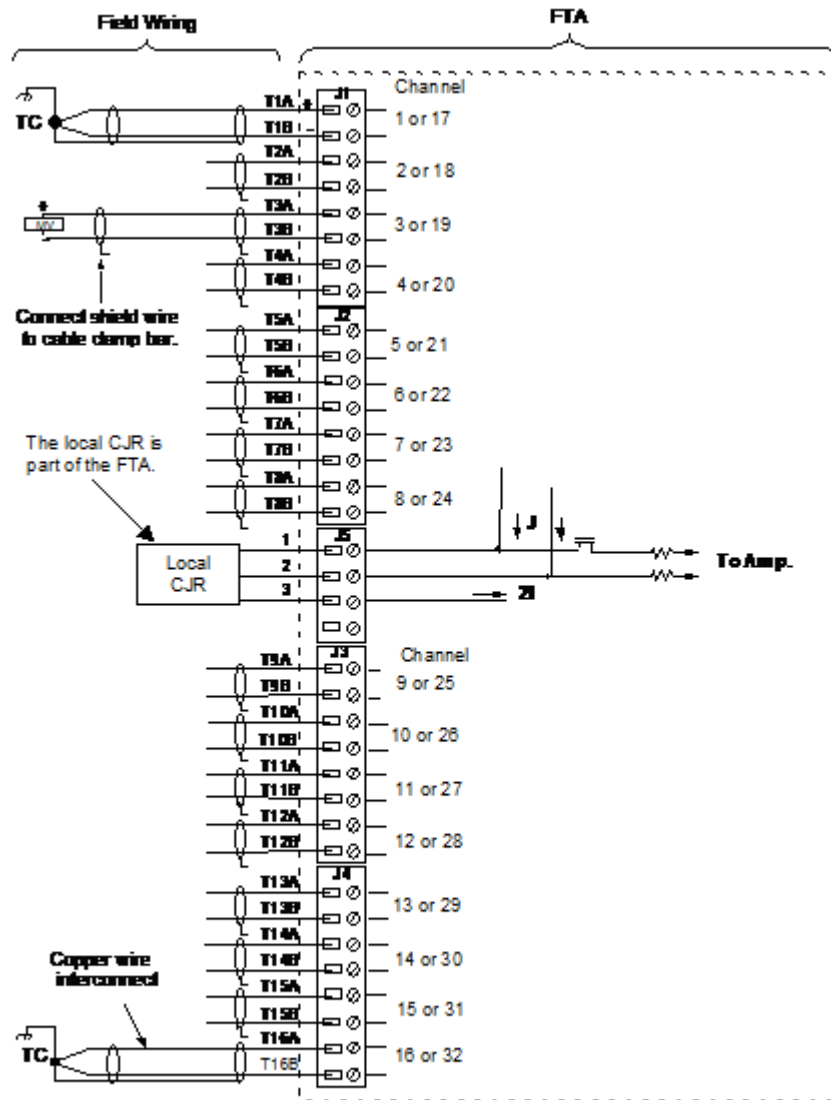 Field Wiring
FTA
Channel
J1
T1A +
1 or 17
TC
T1B –
T2A
2 or 18
T2B
T3A
+
3 or 19
MV
T3B
T4A
4 or 20
T4B
Connect shield wire
to cable clamp bar.
J2
T5A
5 or 21
T5B
T6A
6 or 22
T6B
T7A
7 or 23
T7B
The local CJR is
part of the FTA.
T8A
8 or 24
T8B
J5
1
2
3
Local
CJR
To Amp.
J3
Channel
T9A
9 or 25
T9B
T10A
10 or 26
T10B
T11A
11 or 27
T11B
T12A
12 or 28
T12B
J4
T13A
13 or 29
T13B
T14A
14 or 30
T14B
Copper wire
interconnect
T15A
15 or 31
T15B
T16A
16 or 32
TC
T16B